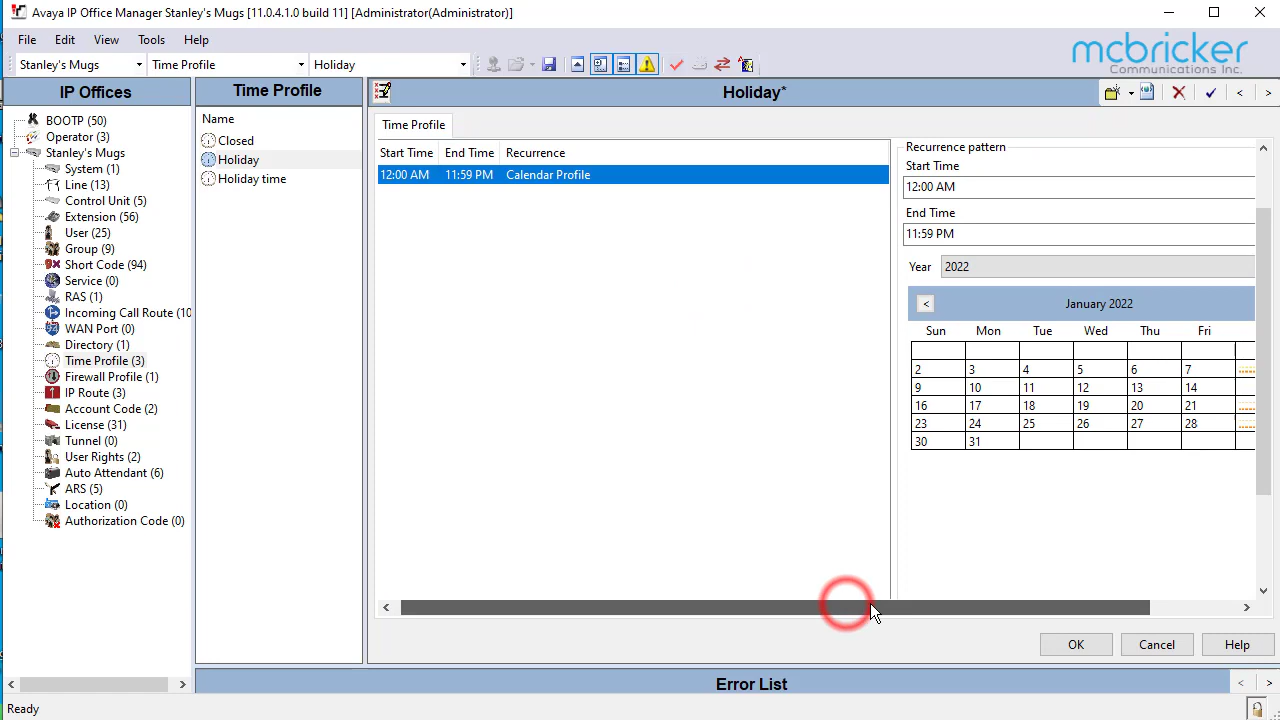 Avaya IP Office Manager Stanley's Mugs [11.0.4.1.0 build 11] [Administrator(Administrator)]
File Edit View Tools Help
mcbricker
Communications Inc.
Stanley's Mugs Time Profile Holiday
IP Offices
Time Profile
Holiday*
BOOTP (50)
Operator (3)
Stanley's Mugs
System (1)
Line (13)
Control Unit (5)
Extension (56)
User (25)
Group (9)
Short Code (94)
Service (0)
RAS (1)
Incoming Call Route (10
WAN Port (0)
Directory (1)
Time Profile (3)
Firewall Profile (1)
IP Route (3)
Account Code (2)
License (31)
Tunnel (0)
User Rights (2)
Auto Attendant (6)
ARS (5)
Location (0)
Authorization Code (0)
Name
Closed
Holiday
Holiday time
Time Profile
Start Time End Time Recurrence
12:00 AM 11:59 PM Calendar Profile
Recurrence pattern
Start Time
12:00 AM
End Time
11:59 PM
Year 2022
< January 2022
Sun Mon Tue Wed Thu Fri
2 3 4 5 6 7
9 10 11 12 13 14
16 17 18 19 20 21
23 24 25 26 27 28
30 31
OK Cancel Help
Error List
Ready